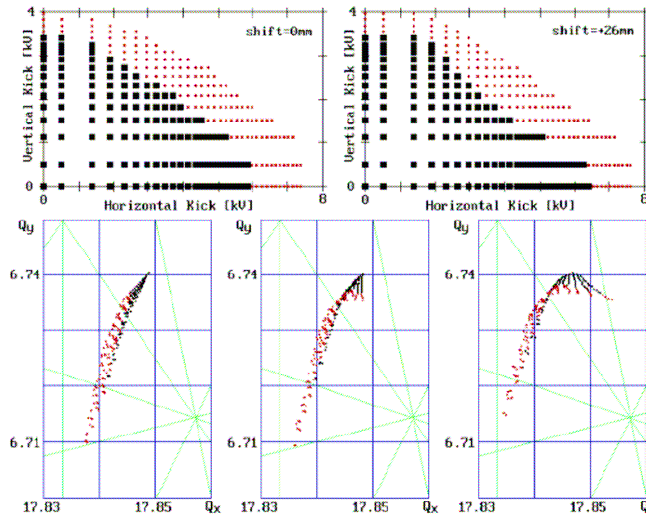 4
shift=0mm
Vertical Kick [kV]
0
0
Horizontal Kick [kV]
8
4
shift=+26mm
Vertical Kick [kV]
0
0
Horizontal Kick [kV]
8
Qy
6.74
6.71
17.83
17.85
Qx
Qy
6.74
6.71
17.83
17.85
Qx
Qy
6.74
6.71
17.83
17.85
Qx